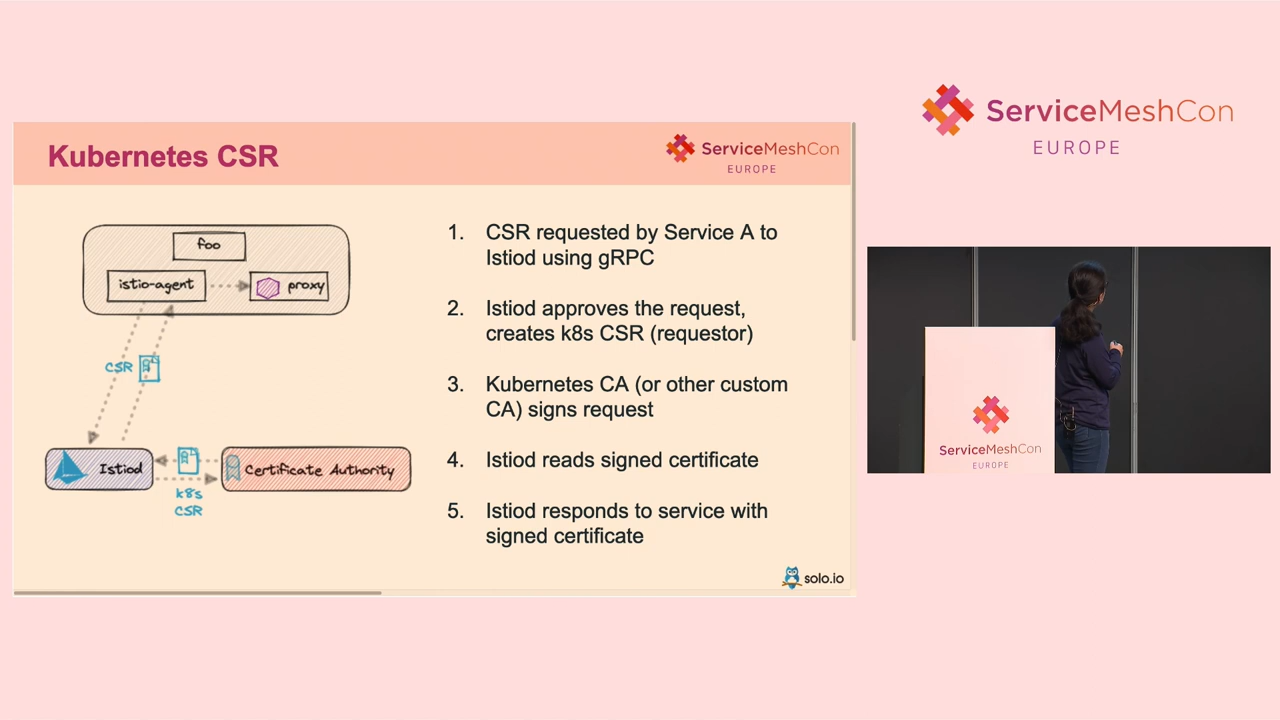 ServiceMeshCon
EUROPE
Kubernetes CSR
ServiceMeshCon
EUROPE
foo
istio-agent
proxy
CSR
Istiod
Certificate Authority
k8s
CSR
1. CSR requested by Service A to
Istiod using gRPC
2. Istiod approves the request,
creates k8s CSR (requestor)
3. Kubernetes CA (or other custom
CA) signs request
4. Istiod reads signed certificate
5. Istiod responds to service with
signed certificate
solo.io
ServiceMeshCon
EUROPE